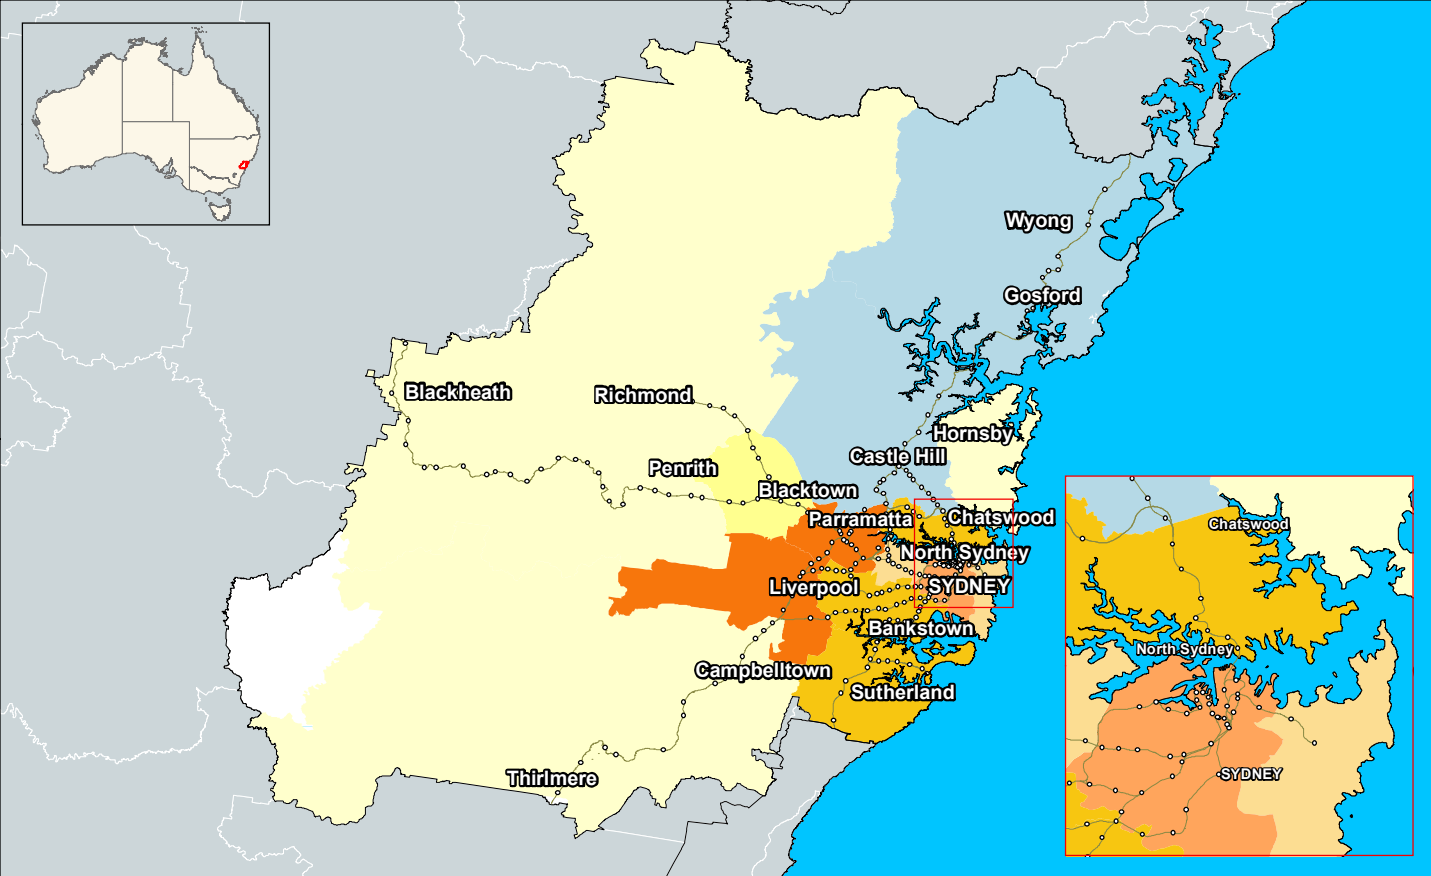 Wyong
Gosford
Blackheath
Richmond
Hornsby
Castle Hill
Penrith
Blacktown
Parramatta
Chatswood
North Sydney
Liverpool
SYDNEY
Bankstown
Campbelltown
Sutherland
Thirlmere
Chatswood
North Sydney
SYDNEY